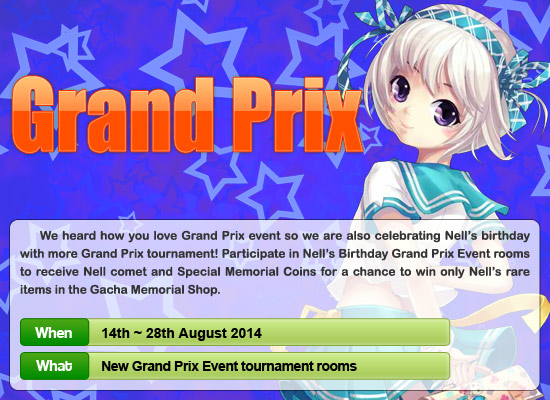 Grand Prix
We heard how you love Grand Prix event so we are also celebrating Nell's birthday
with more Grand Prix tournament! Participate in Nell's Birthday Grand Prix Event rooms
to receive Nell comet and Special Memorial Coins for a chance to win only Nell's rare
items in the Gacha Memorial Shop.
When 14th ~ 28th August 2014
What New Grand Prix Event tournament rooms